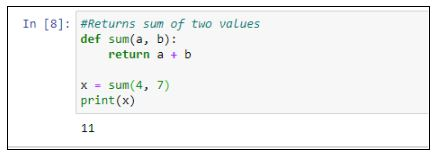 In [8]: #Returns sum of two values
def sum(a, b):
    return a + b
x = sum(4, 7)
print(x)
11